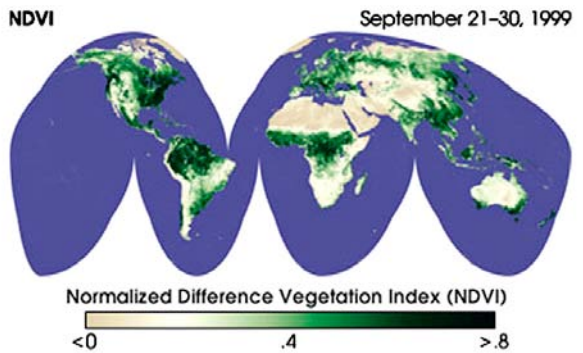 NDVI September 21–30, 1999
Normalized Difference Vegetation Index (NDVI)
<0 .4 >.8